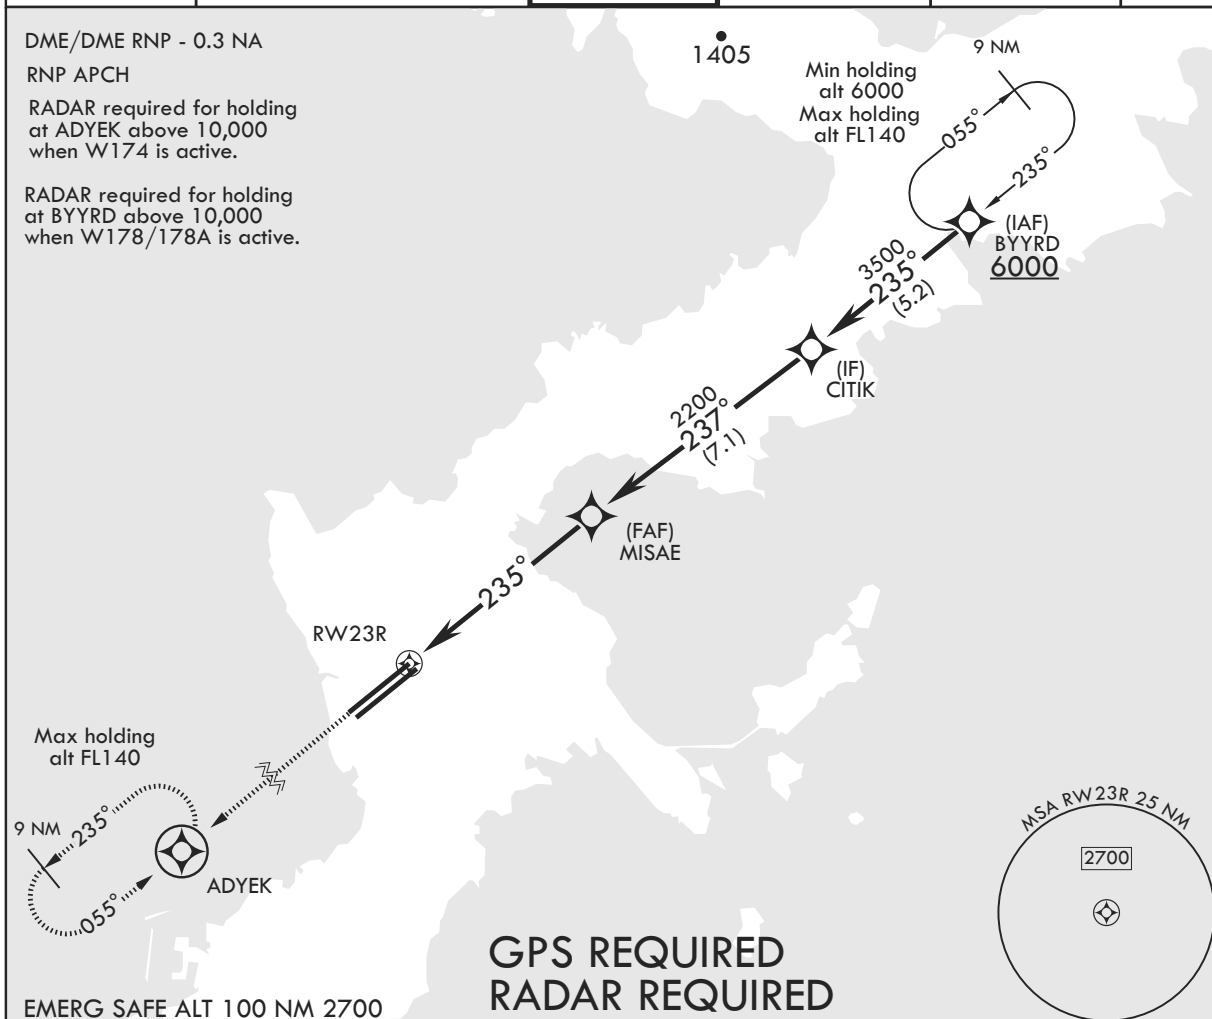 DME/DME RNP - 0.3 NA
RNP APCH
RADAR required for holding
at ADYEK above 10,000
when W174 is active.
RADAR required for holding
at BYYRD above 10,000
when W178/178A is active.
1405
9 NM
Min holding
alt 6000
Max holding
alt FL140
055°
235°
(IAF)
BYYRD
6000
3500
235°
(5.2)
(IF)
CITIK
2200
237°
(7.1)
(FAF)
MISAE
235°
RW23R
Max holding
alt FL140
9 NM
235°
055°
ADYEK
MSA RW23R 25 NM
2700
GPS REQUIRED
RADAR REQUIRED
EMERG SAFE ALT 100 NM 2700